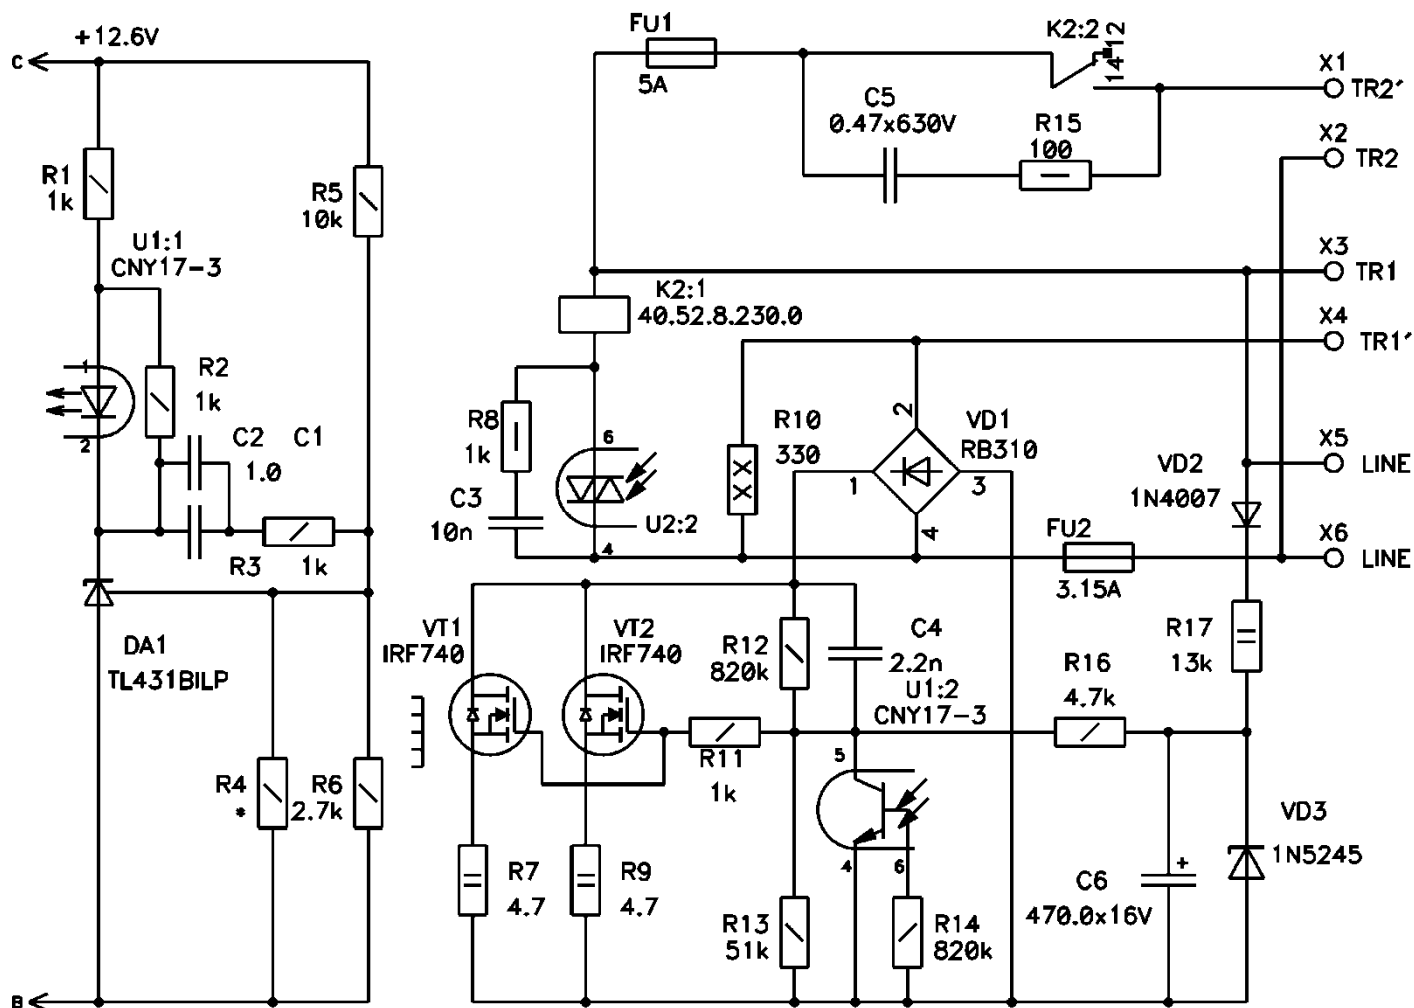 +12.6V
C
FU1
5A
K2:2
14 12
X1
TR2'
C5
0.47x630V
R15
100
X2
TR2
R1
1k
R5
10k
U1:1
CNY17-3
X3
TR1
K2:1
40.52.8.230.0
X4
TR1'
1
2
R2
1k
R8
1k
6
R10
330
2
VD1
RB310
1
3
4
C2
1.0
C1
C3
10n
U2:2
4
VD2
1N4007
X5
LINE
FU2
3.15A
X6
LINE
R3
1k
DA1
TL431BILP
VT1
IRF740
VT2
IRF740
R12
820k
C4
2.2n
U1:2
CNY17-3
R16
4.7k
R17
13k
R11
1k
5
4
6
R4
*
R6
2.7k
R7
4.7
R9
4.7
R13
51k
R14
820k
C6
470.0x16V
+
VD3
1N5245
B